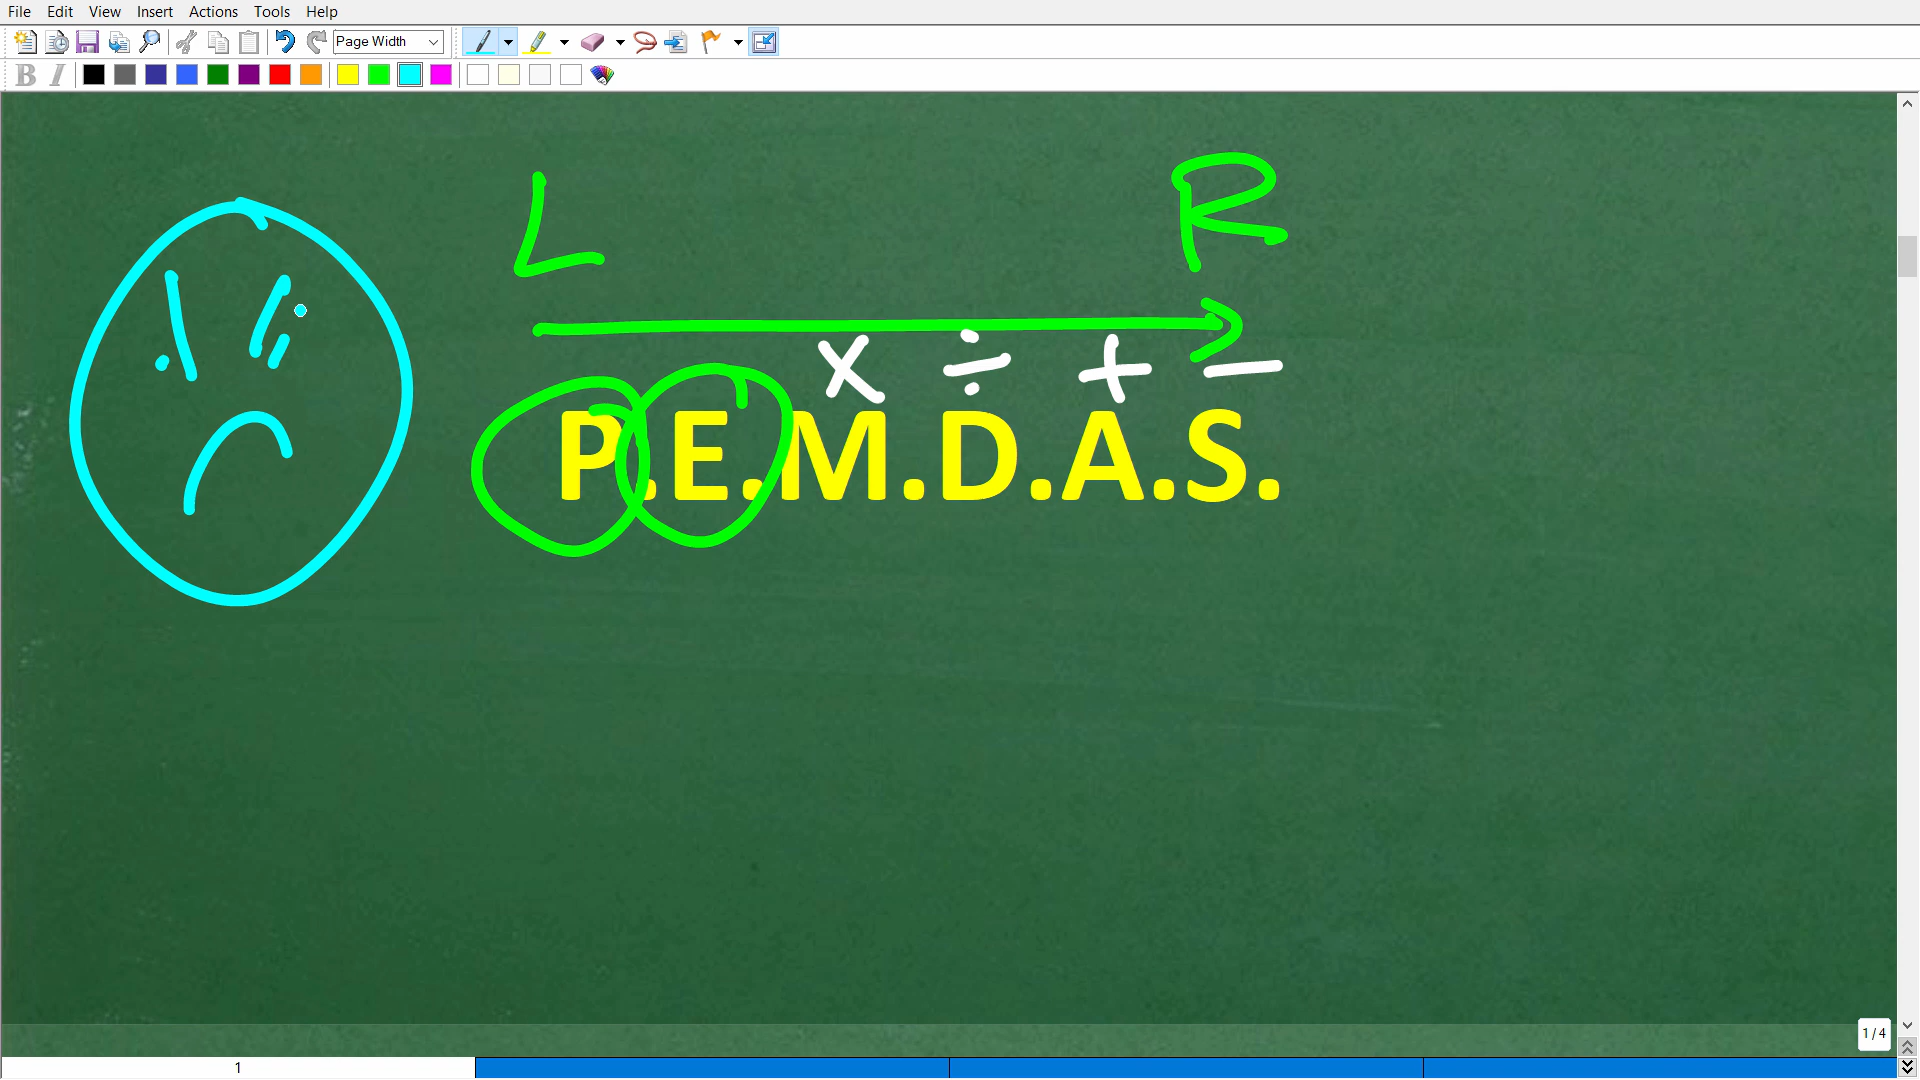 File Edit View Insert Actions Tools Help
Page Width
B I
L R
× ÷ + −
P.E.M.D.A.S.
1 / 4
1